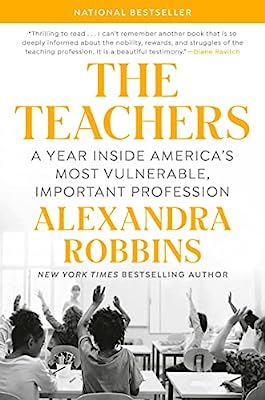 NATIONAL BESTSELLER
"Thrilling to read . . . I can't remember another book that is so
deeply informed about the nobility, rewards, and struggles of the
teaching profession. It is a beautiful testimony." —Diane Ravitch
THE
TEACHERS
A YEAR INSIDE AMERICA'S
MOST VULNERABLE,
IMPORTANT PROFESSION
ALEXANDRA
ROBBINS
NEW YORK TIMES BESTSELLING AUTHOR